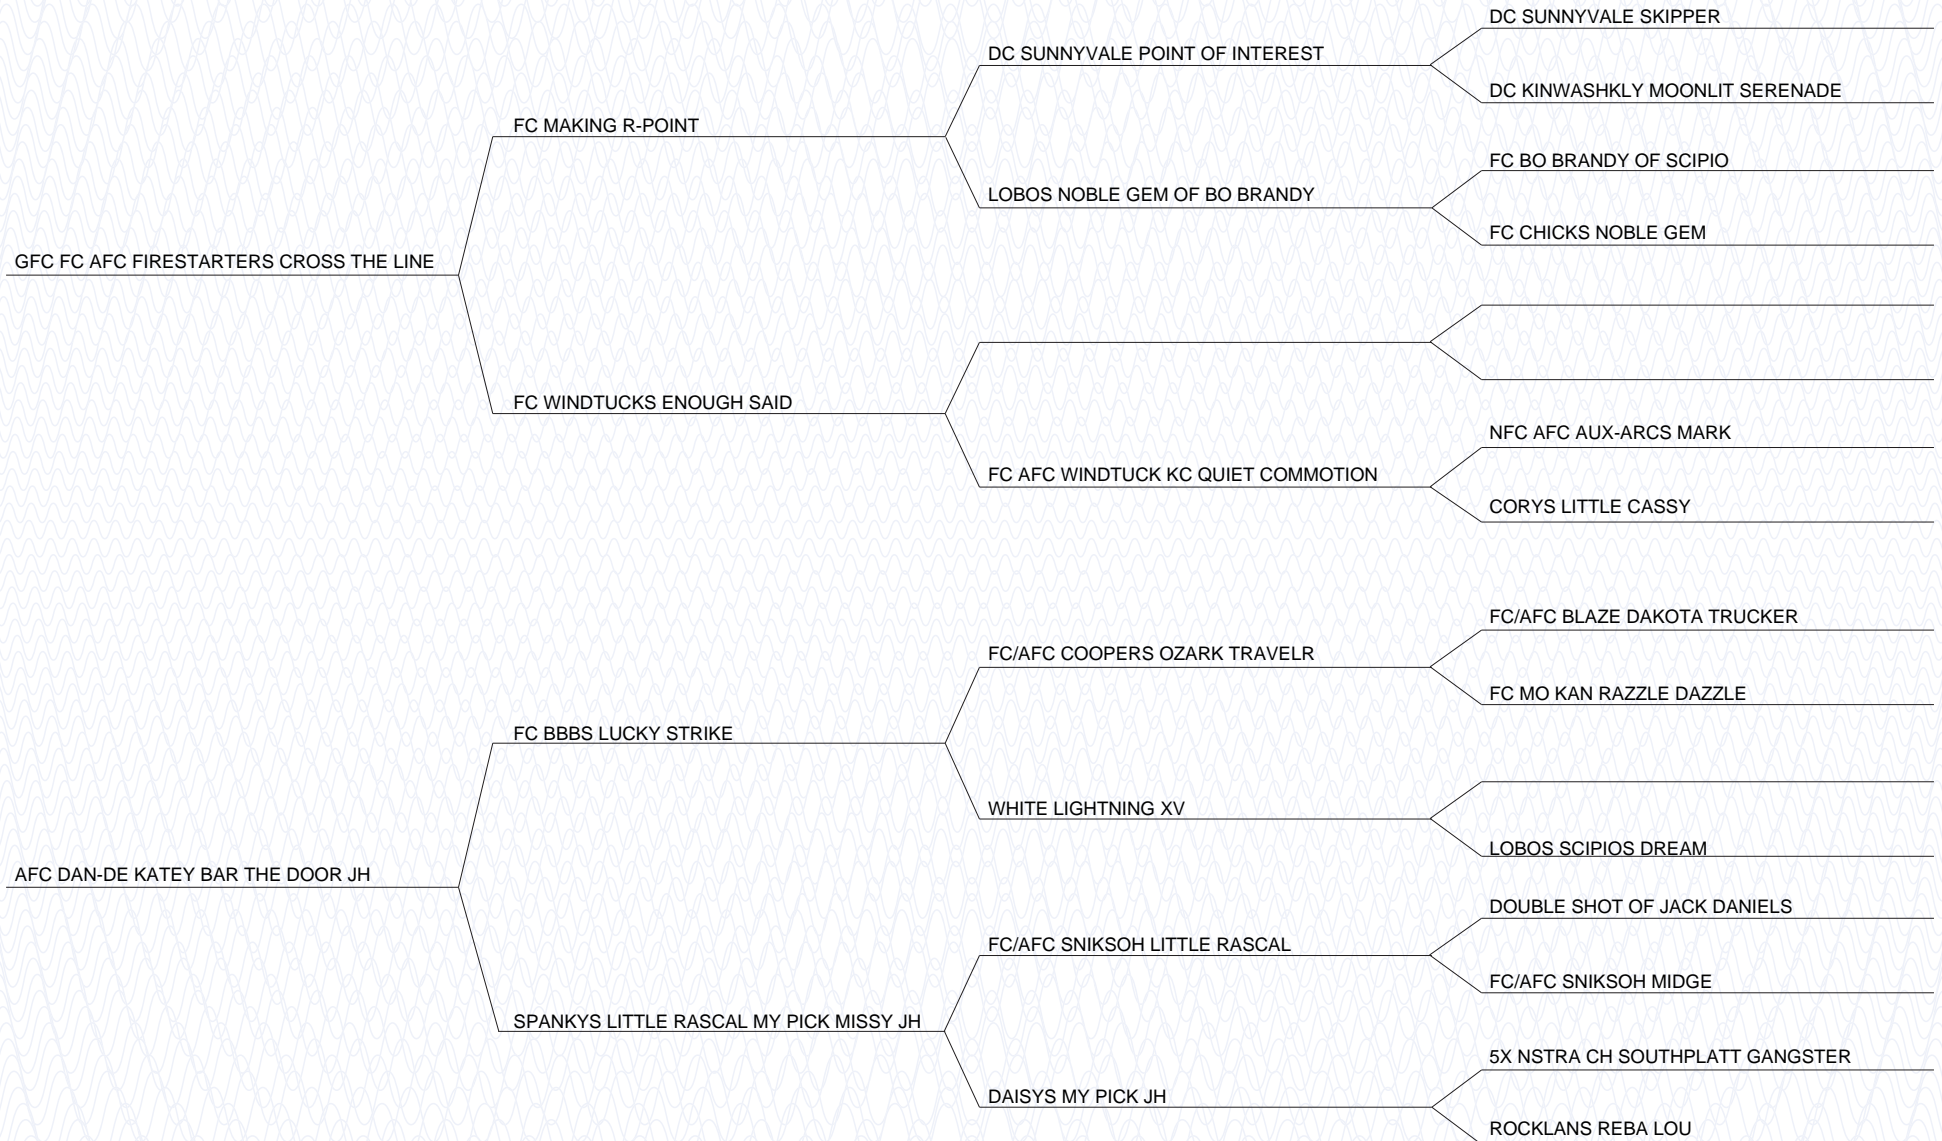 DC SUNNYVALE SKIPPER
DC SUNNYVALE POINT OF INTEREST
DC KINWASHKLY MOONLIT SERENADE
FC MAKING R-POINT
FC BO BRANDY OF SCIPIO
LOBOS NOBLE GEM OF BO BRANDY
FC CHICKS NOBLE GEM
GFC FC AFC FIRESTARTERS CROSS THE LINE
FC WINDTUCKS ENOUGH SAID
NFC AFC AUX-ARCS MARK
FC AFC WINDTUCK KC QUIET COMMOTION
CORYS LITTLE CASSY
FC/AFC BLAZE DAKOTA TRUCKER
FC/AFC COOPERS OZARK TRAVELR
FC MO KAN RAZZLE DAZZLE
FC BBBS LUCKY STRIKE
WHITE LIGHTNING XV
LOBOS SCIPIOS DREAM
AFC DAN-DE KATEY BAR THE DOOR JH
DOUBLE SHOT OF JACK DANIELS
FC/AFC SNIKSOH LITTLE RASCAL
FC/AFC SNIKSOH MIDGE
SPANKYS LITTLE RASCAL MY PICK MISSY JH
5X NSTRA CH SOUTHPLATT GANGSTER
DAISYS MY PICK JH
ROCKLANS REBA LOU